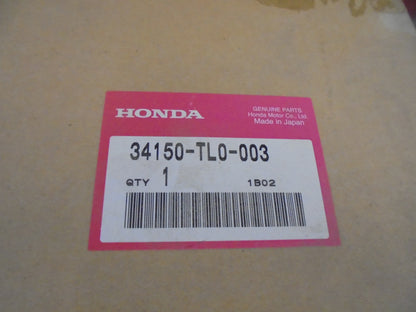 HONDA
GENUINE PARTS
Honda Motor Co., Ltd.
Made in Japan
34150-TL0-003
QTY 1 1B02